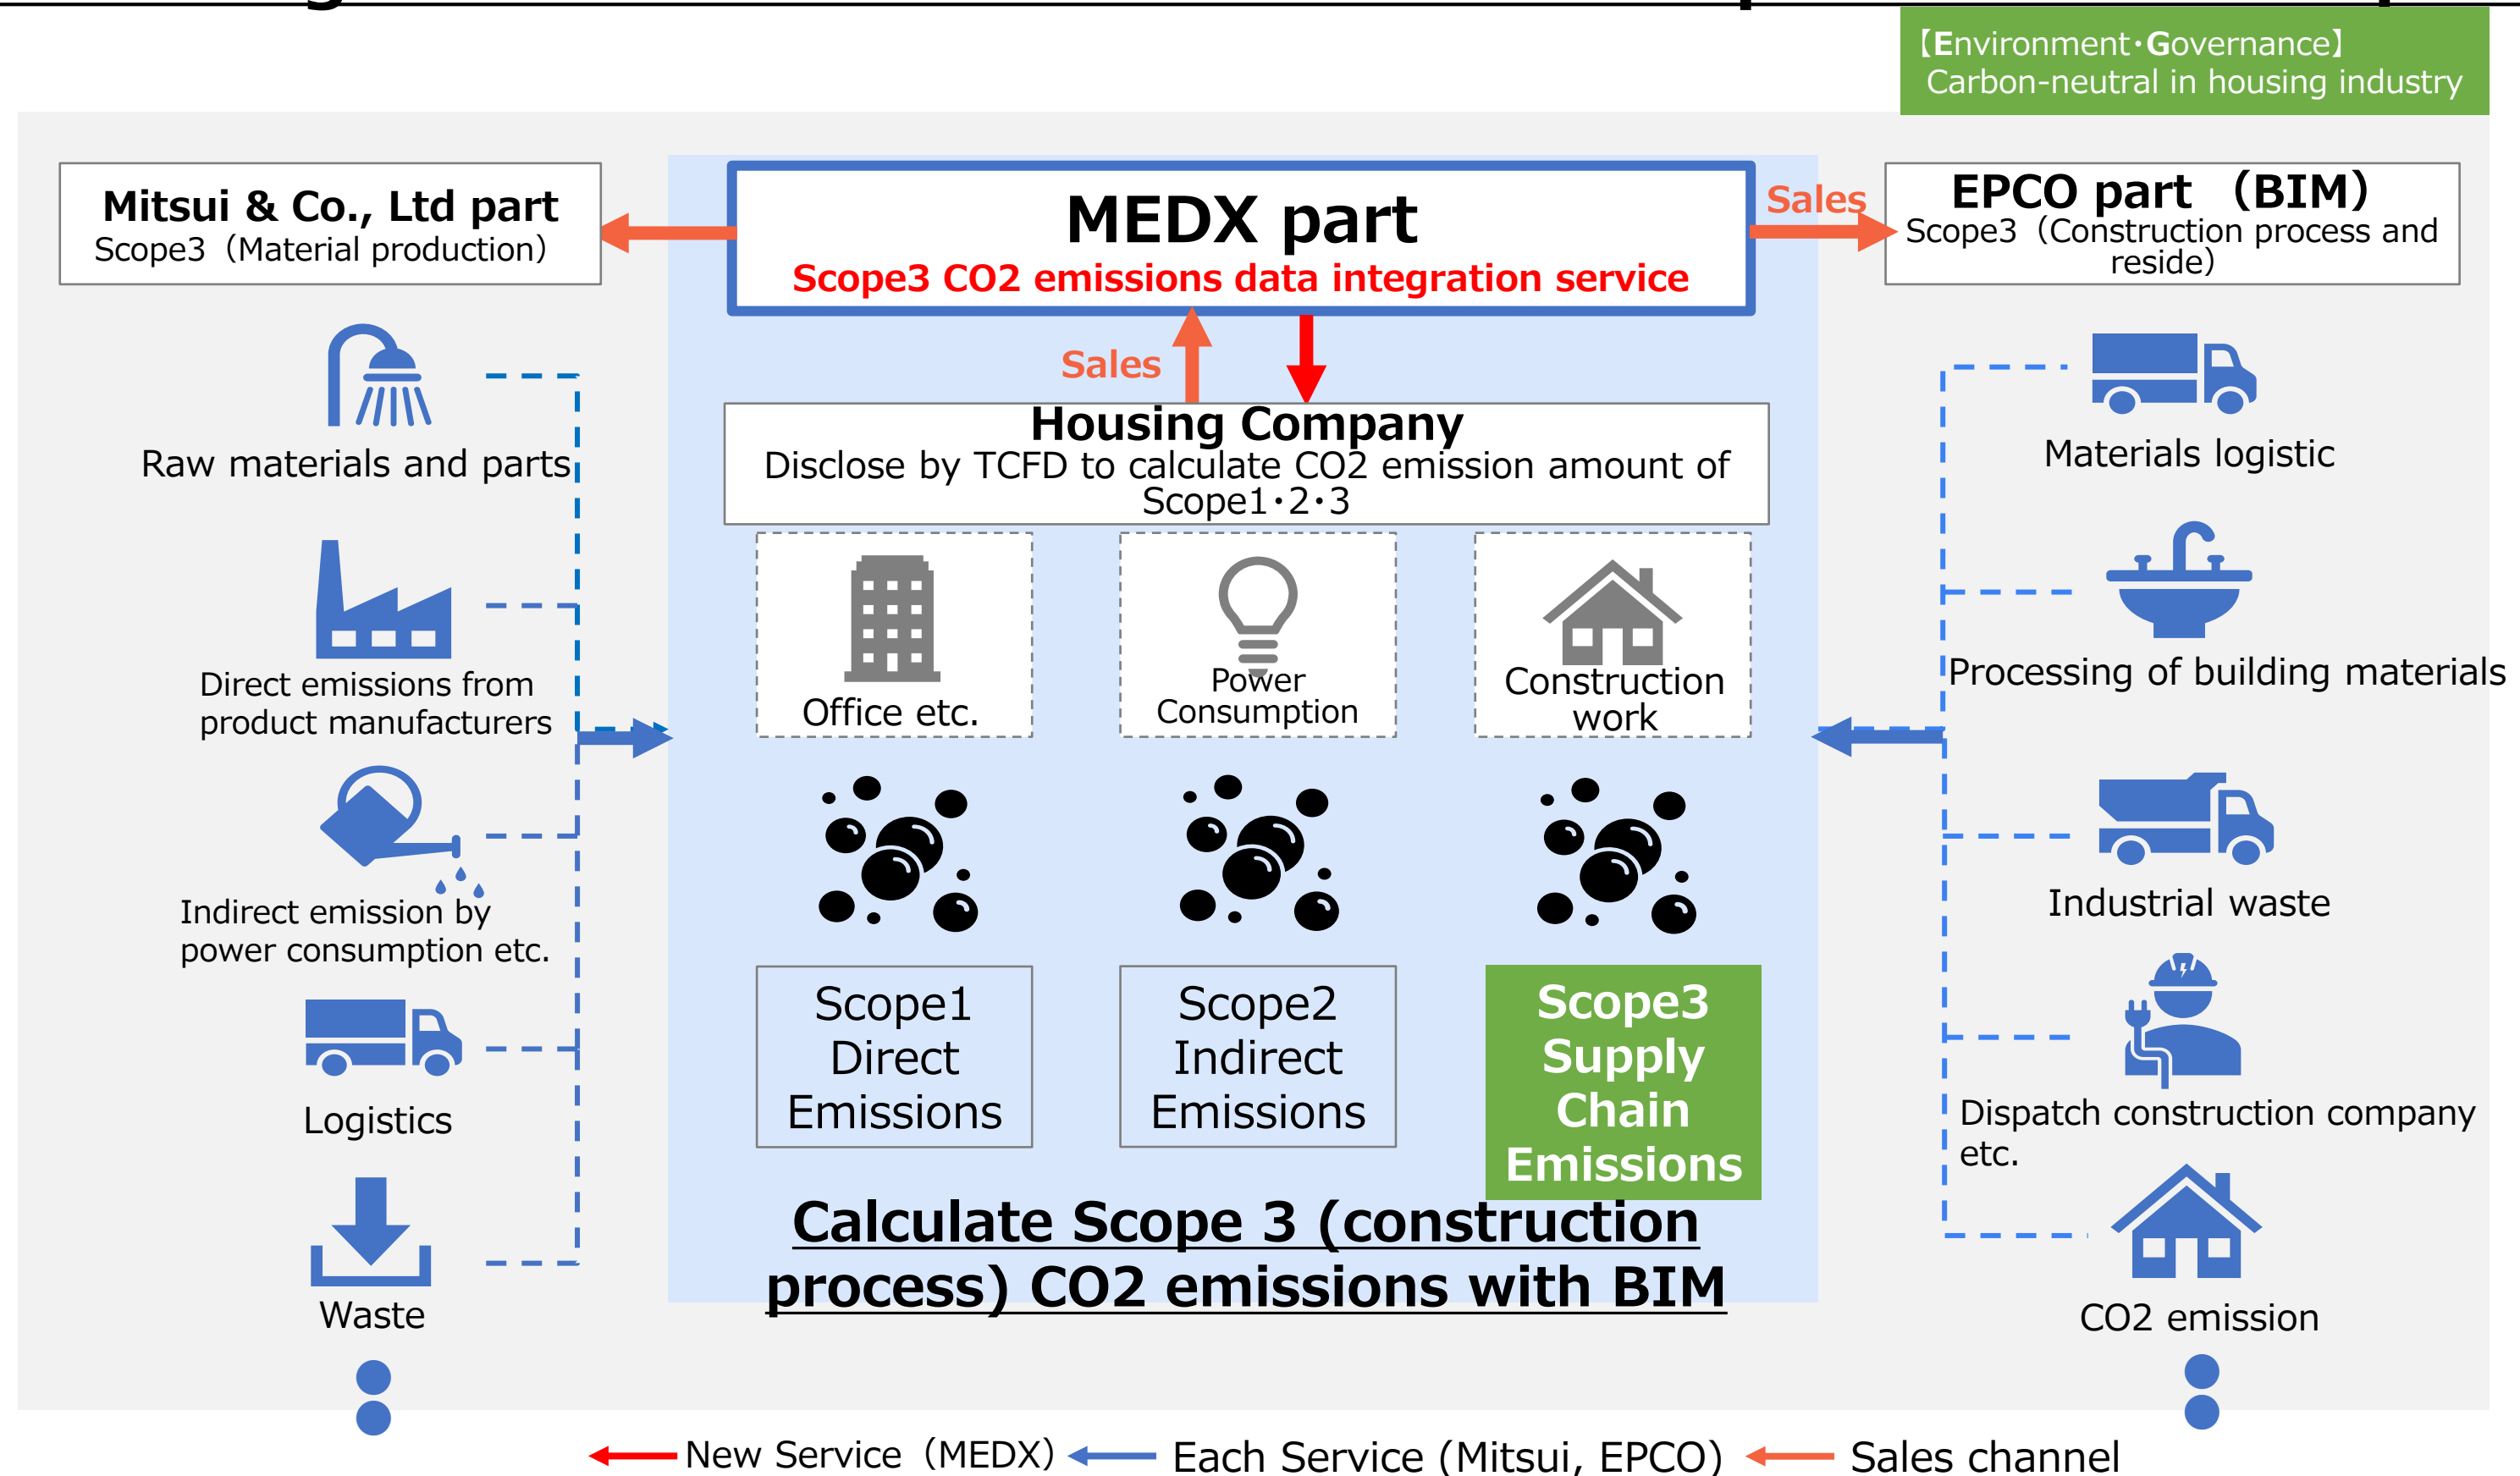 【Environment･Governance】
Carbon-neutral in housing industry
Mitsui & Co., Ltd part
Scope3（Material production）
MEDX part
Scope3 CO2 emissions data integration service
Sales
EPCO part （BIM）
Scope3（Construction process and
reside）
Sales
Housing Company
Disclose by TCFD to calculate CO2 emission amount of
Scope1･2･3
Raw materials and parts
Direct emissions from
product manufacturers
Indirect emission by
power consumption etc.
Logistics
Waste
Office etc.
Power
Consumption
Construction
work
Scope1
Direct
Emissions
Scope2
Indirect
Emissions
Scope3
Supply
Chain
Emissions
Calculate Scope 3 (construction
process) CO2 emissions with BIM
Materials logistic
Processing of building materials
Industrial waste
Dispatch construction company
etc.
CO2 emission
New Service（MEDX）
Each Service (Mitsui, EPCO)
Sales channel